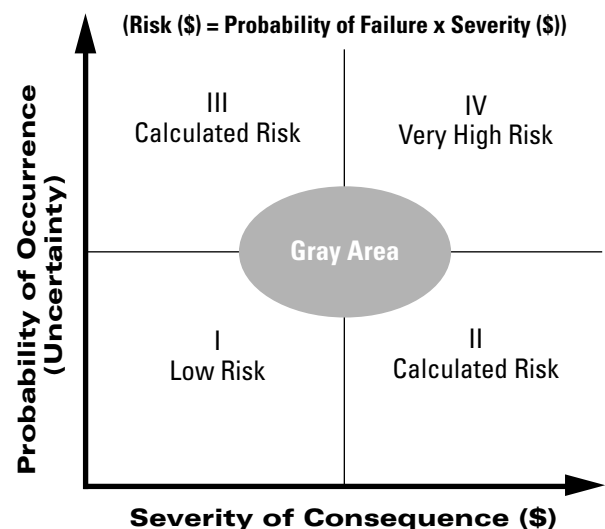 (Risk ($) = Probability of Failure x Severity ($))
III
Calculated Risk
IV
Very High Risk
Gray Area
I
Low Risk
II
Calculated Risk
Probability of Occurrence
(Uncertainty)
Severity of Consequence ($)